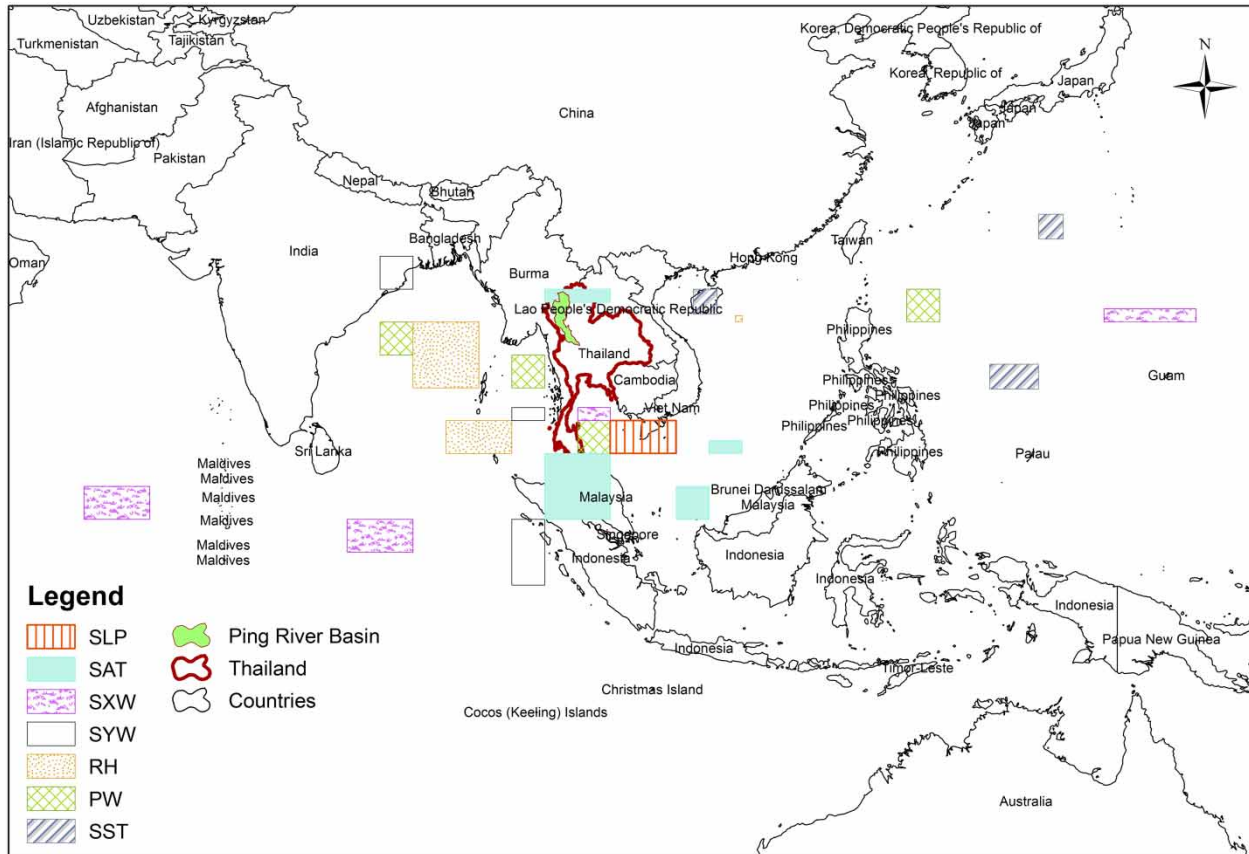 Uzbekistan
Kyrgyzstan
Korea, Democratic People's Republic of
Turkmenistan
Tajikistan
N
Korea, Republic of
Japan
Afghanistan
Japan
China
Japan
Iran (Islamic Republic of)
Pakistan
Nepal
Bhutan
Bangladesh
Taiwan
India
Hong Kong
Oman
Burma
Lao People's Democratic Republic
Philippines
Thailand
Guam
Cambodia
Philippines
Philippines
Viet Nam
Philippines
Philippines
Philippines
Sri Lanka
Philippines
Palau
Maldives
Maldives
Brunei Darussalam
Maldives
Malaysia
Malaysia
Maldives
Singapore
Maldives
Indonesia
Indonesia
Maldives
Indonesia
Indonesia
Papua New Guinea
Indonesia
Timor-Leste
Christmas Island
Cocos (Keeling) Islands
Australia
Legend
SLP
SAT
SXW
SYW
RH
PW
SST
Ping River Basin
Thailand
Countries